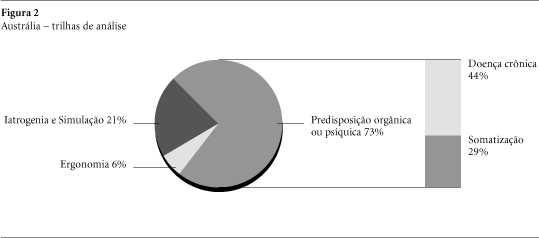 Figura 2
Austrália – trilhas de análise
Doença crônica
44%
Iatrogenia e Simulação 21%
Predisposição orgânica
ou psíquica 73%
Somatização
29%
Ergonomia 6%